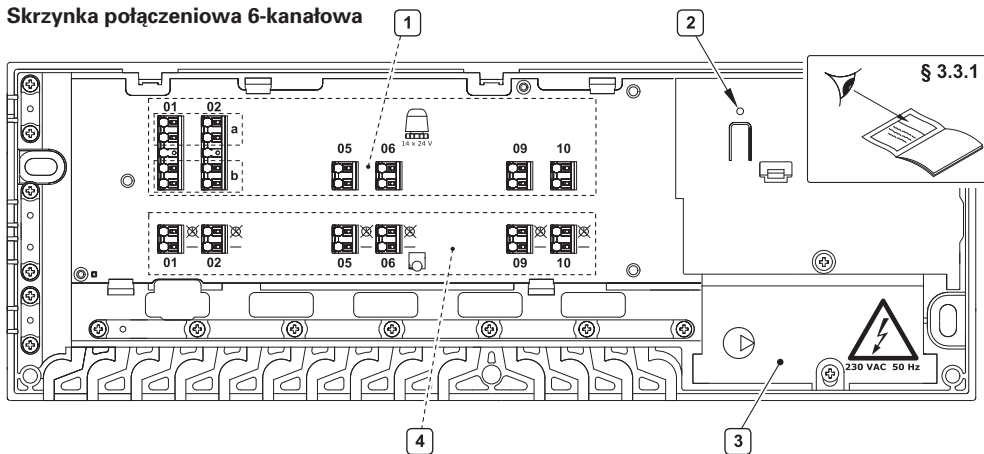 Skrzynka połączeniowa 6-kanałowa
1
2
§ 3.3.1
01 02
a
14 x 24 V
05 06 09 10
b
01 02 05 06 09 10
230 VAC 50 Hz
4
3